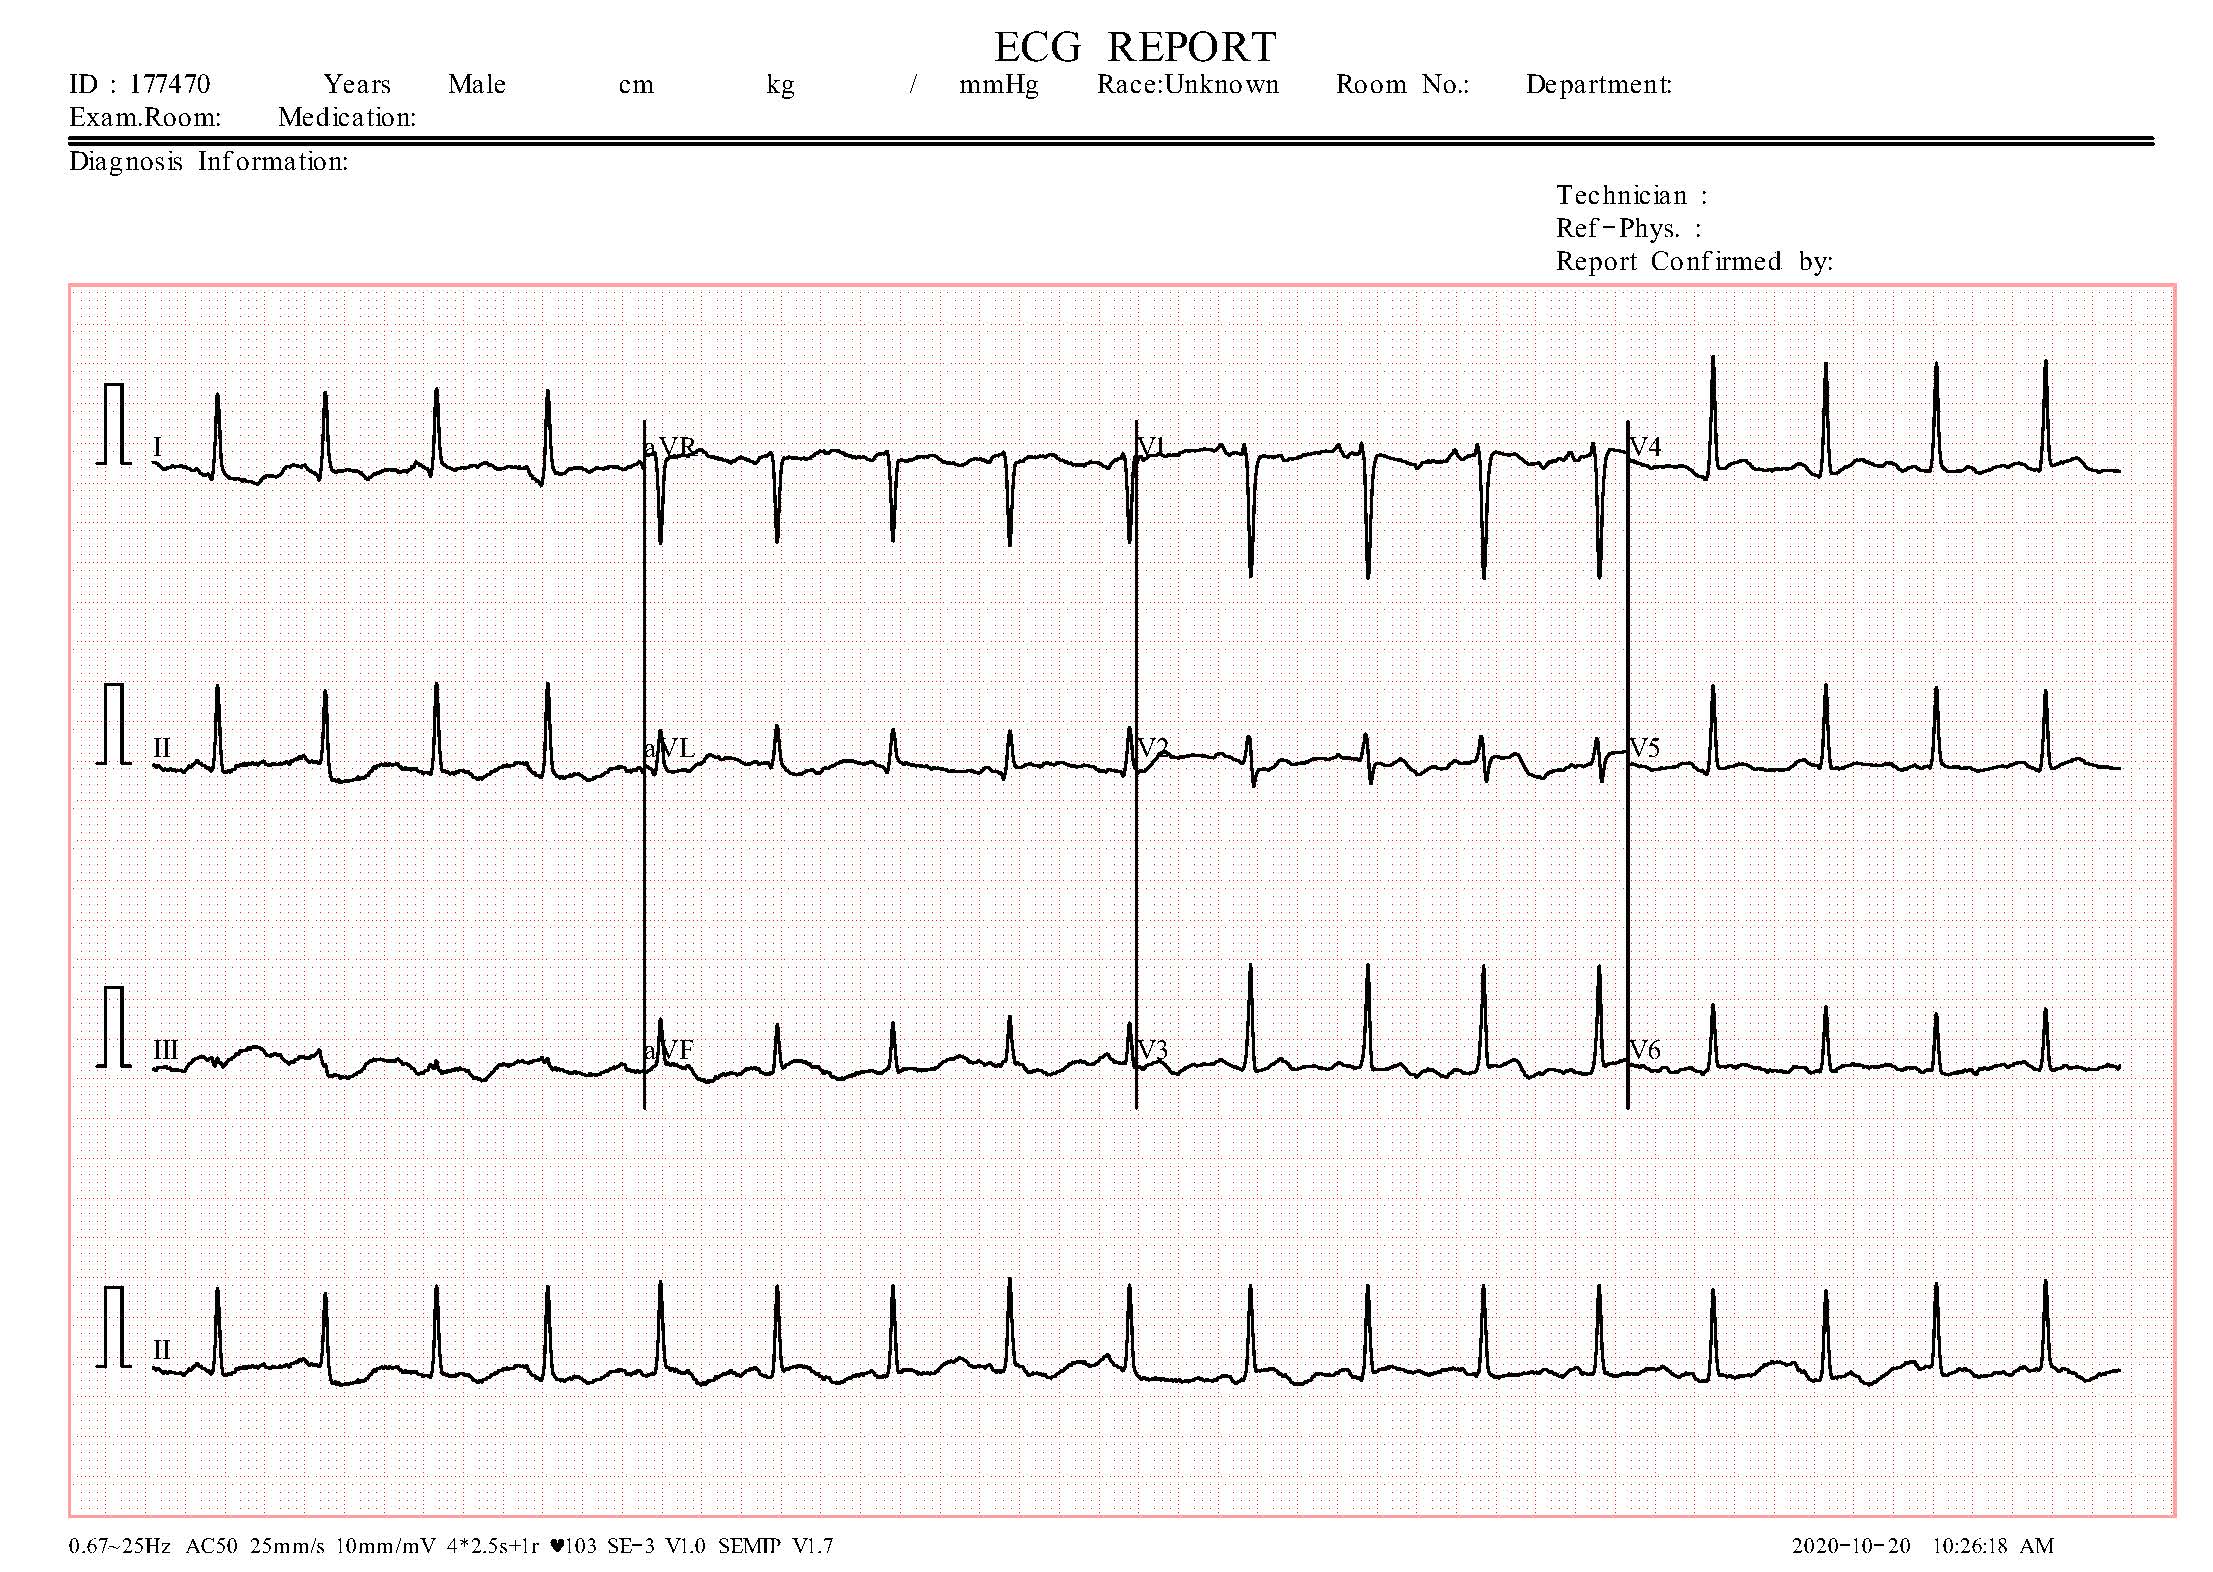 ECG REPORT
ID : 177470 Years Male cm kg / mmHg Race:Unknown Room No.: Department:
Exam.Room: Medication:
Diagnosis Information:
Technician :
Ref-Phys. :
Report Confirmed by:
I aVR V1 V4
II aVL V2 V5
III aVF V3 V6
II
0.67~25Hz AC50 25mm/s 10mm/mV 4*2.5s+1r ♥103 SE-3 V1.0 SEMIP V1.7 2020-10-20 10:26:18 AM